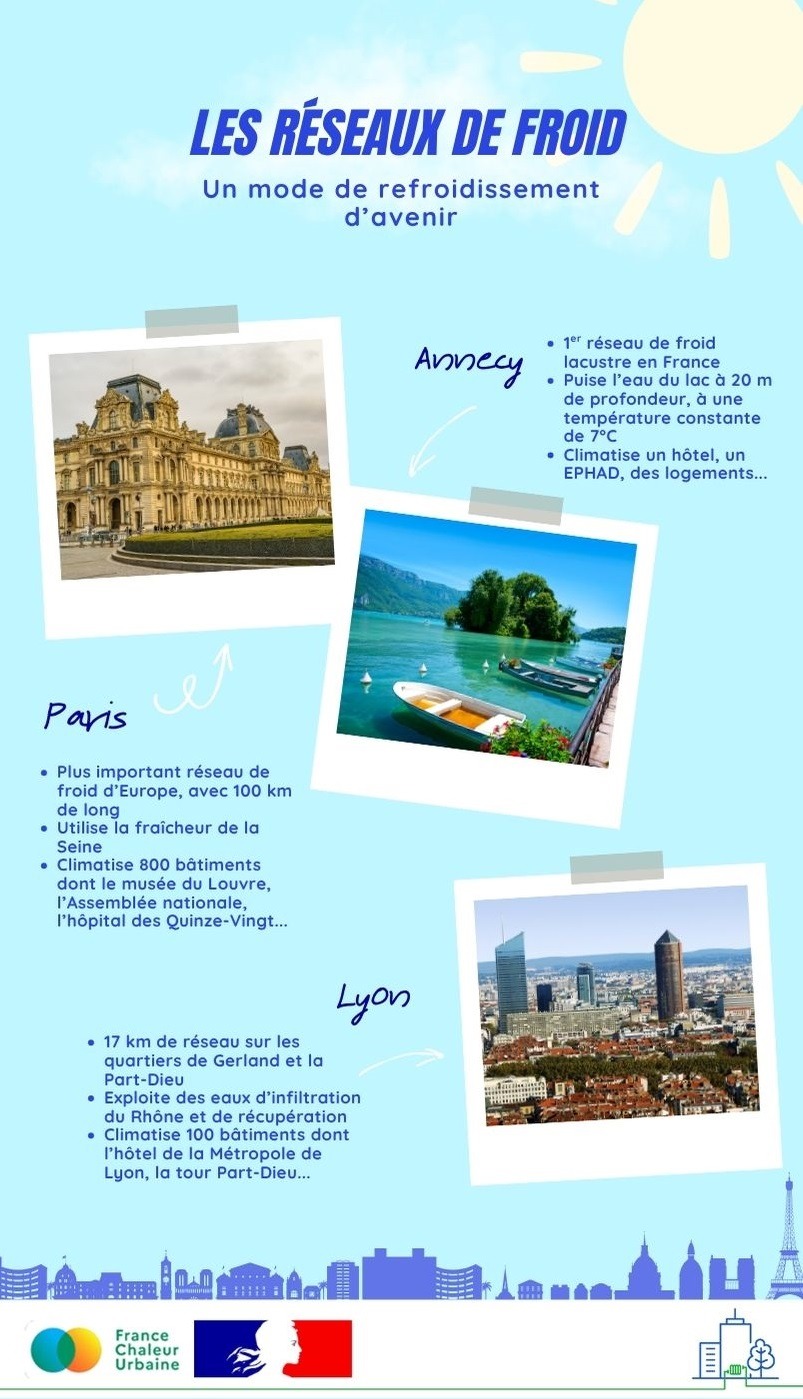 LES RÉSEAUX DE FROID
Un mode de refroidissement
d'avenir
Annecy
• 1er réseau de froid
lacustre en France
• Puise l'eau du lac à 20 m
de profondeur, à une
température constante
de 7°C
• Climatise un hôtel, un
EPHAD, des logements...
Paris
• Plus important réseau de
froid d'Europe, avec 100 km
de long
• Utilise la fraîcheur de la
Seine
• Climatise 800 bâtiments
dont le musée du Louvre,
l'Assemblée nationale,
l'hôpital des Quinze-Vingt...
Lyon
• 17 km de réseau sur les
quartiers de Gerland et la
Part-Dieu
• Exploite des eaux d'infiltration
du Rhône et de récupération
• Climatise 100 bâtiments dont
l'hôtel de la Métropole de
Lyon, la tour Part-Dieu...
France
Chaleur
Urbaine